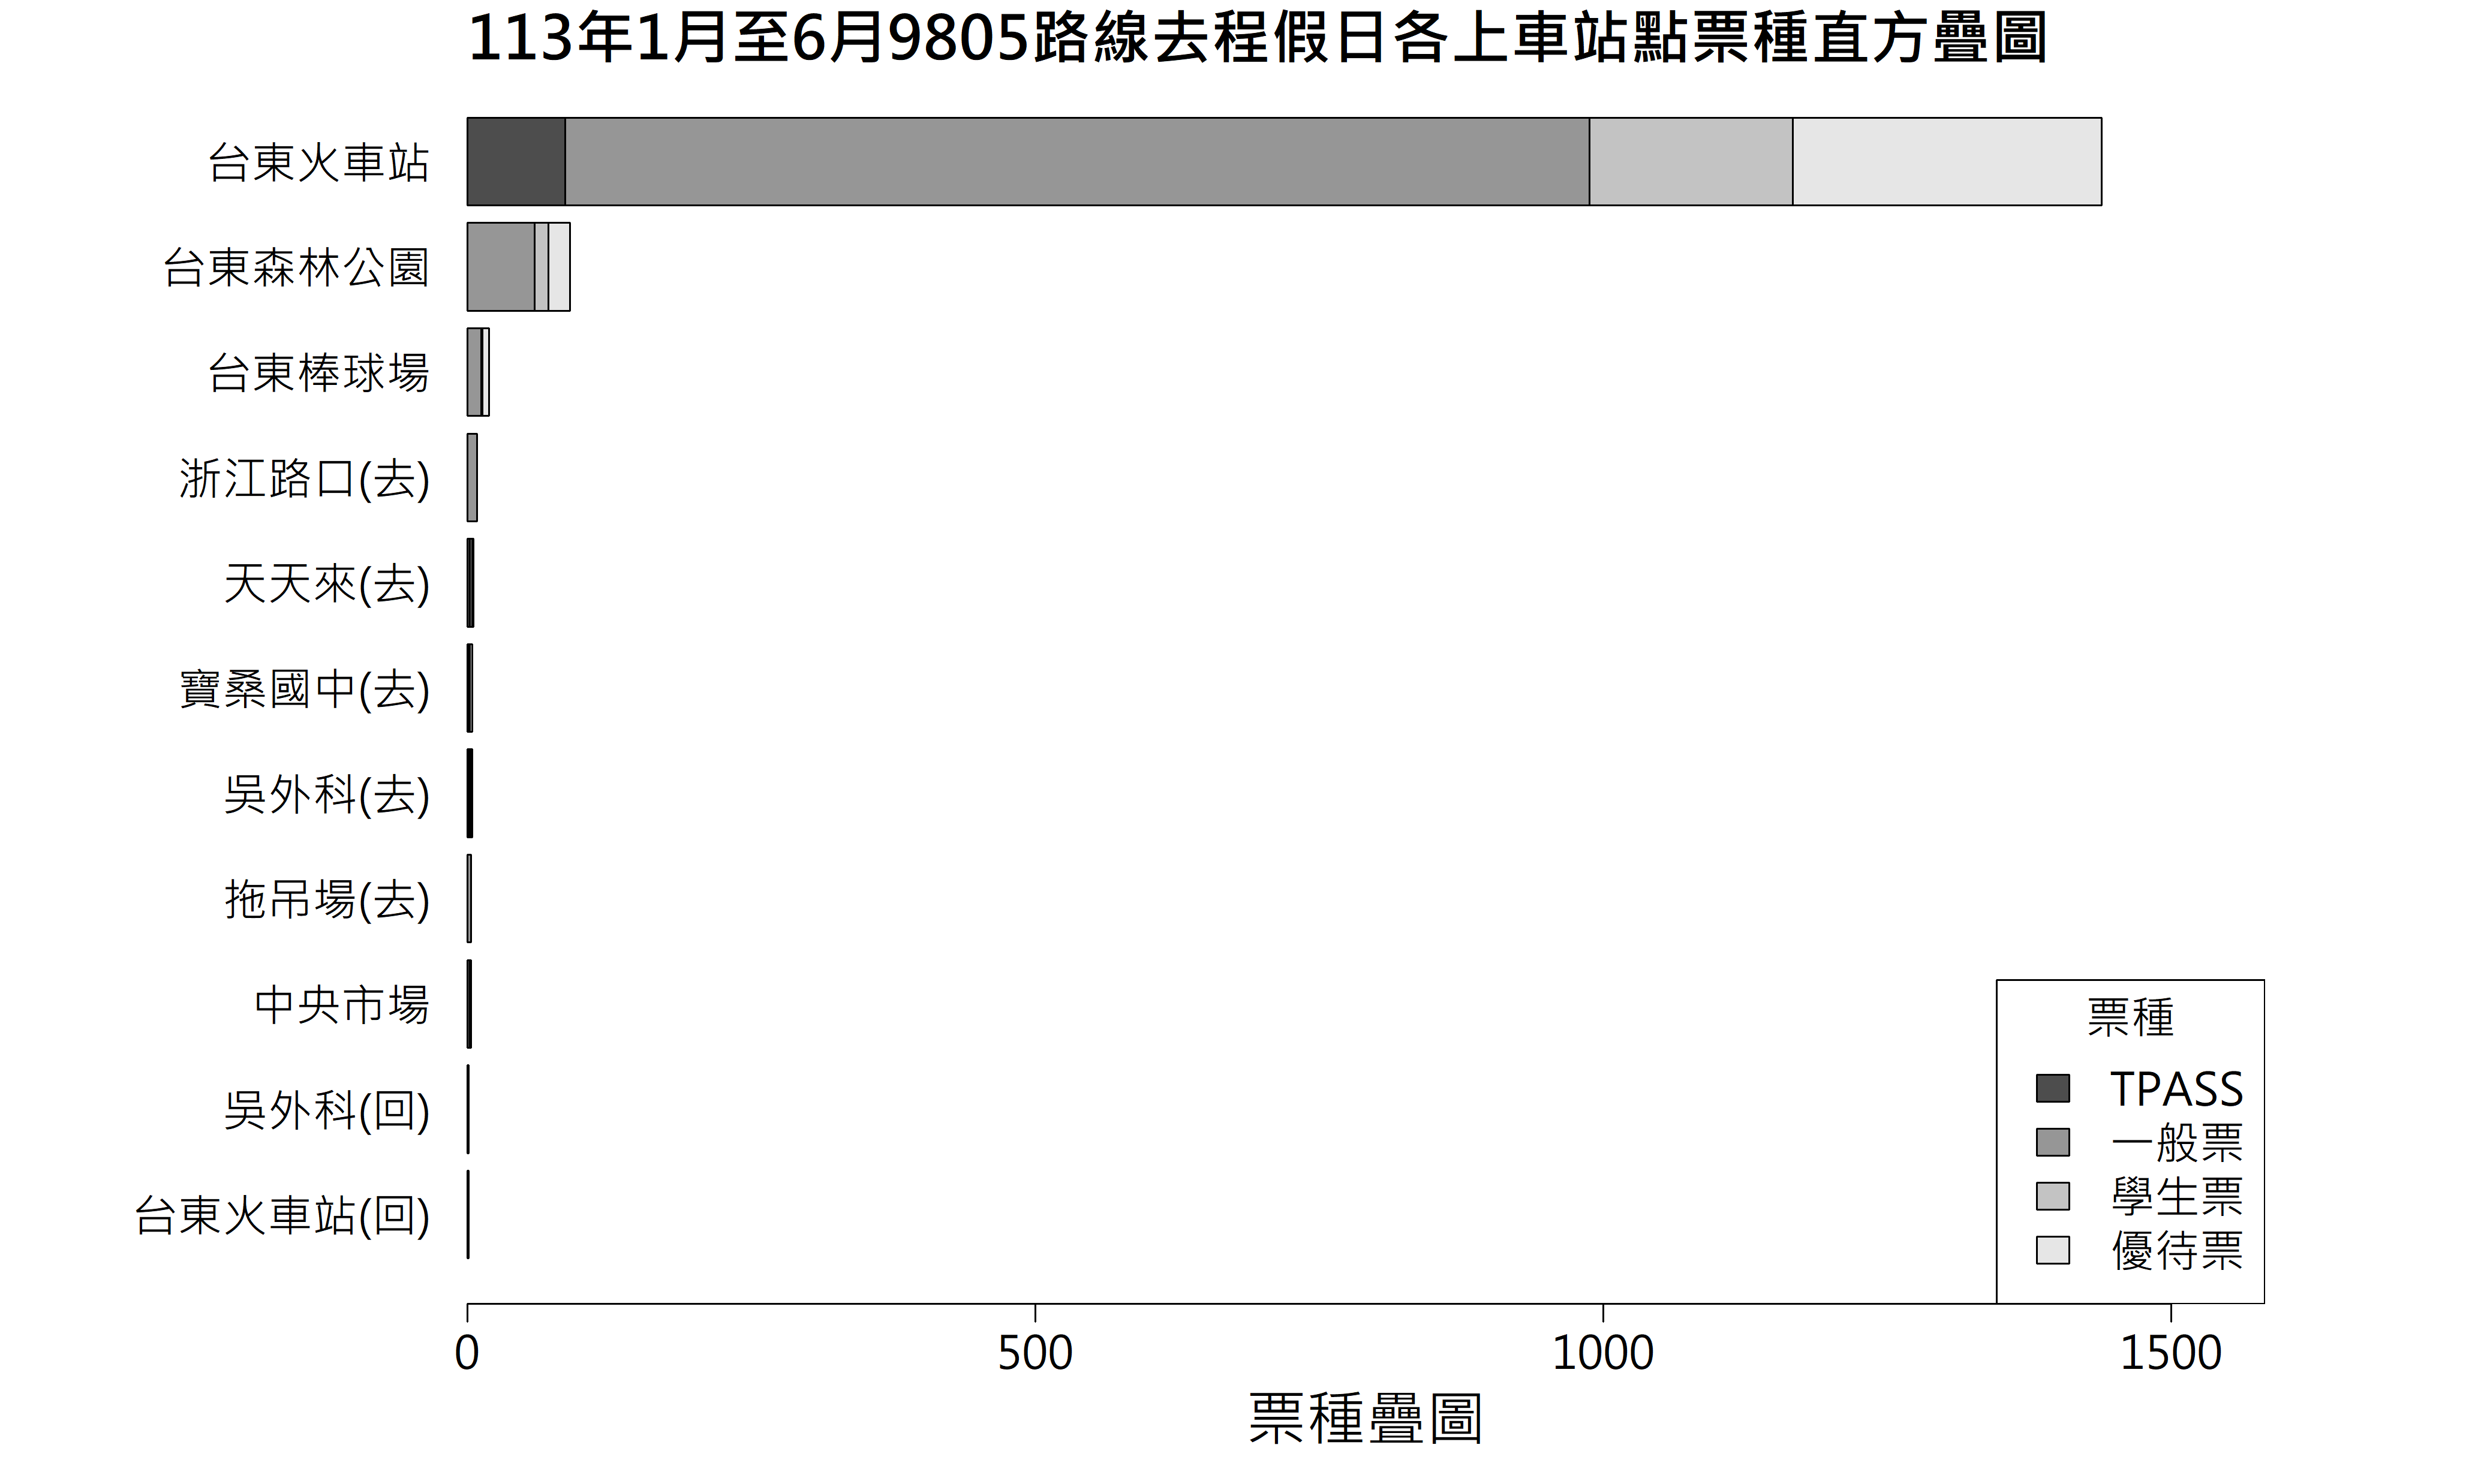 113年1月至6月9805路線去程假日各上車站點票種直方疊圖
台東火車站
台東森林公園
台東棒球場
浙江路口(去)
天天來(去)
寶桑國中(去)
吳外科(去)
拖吊場(去)
中央市場
吳外科(回)
台東火車站(回)
票種
TPASS
一般票
學生票
優待票
0 500 1000 1500
票種疊圖